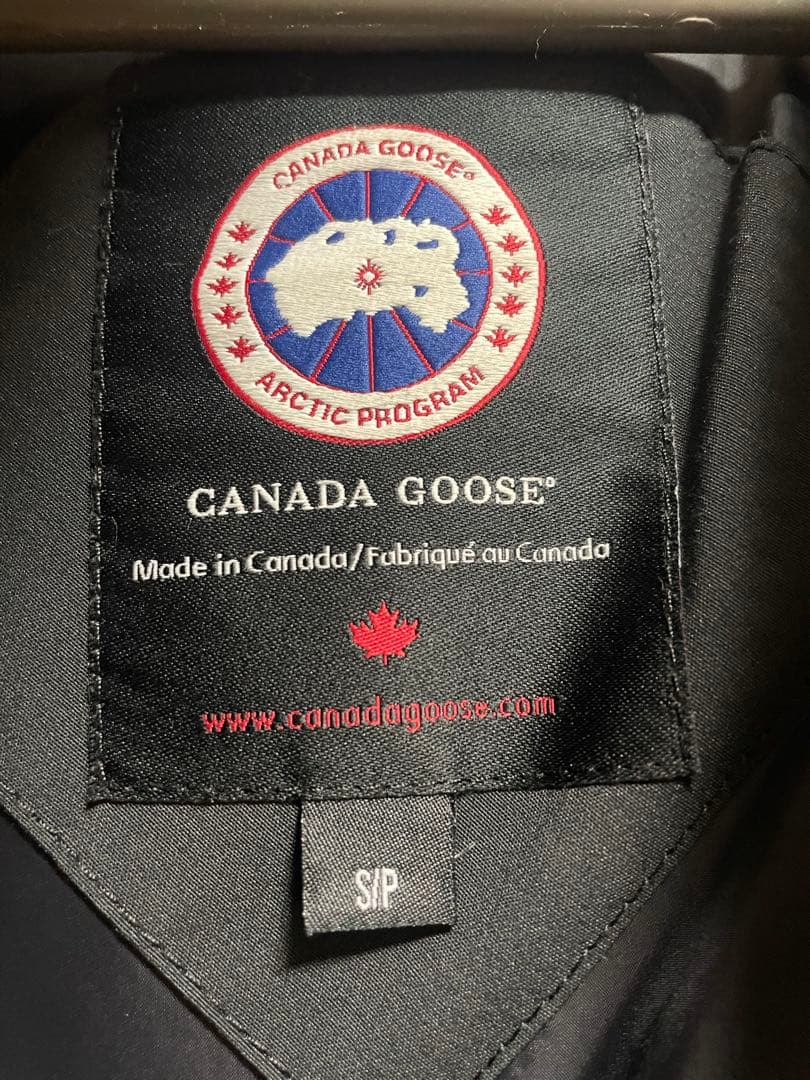 CANADA GOOSE®
ARCTIC PROGRAM
CANADA GOOSE®
Made in Canada/Fabriqué au Canada
www.canadagoose.com
S/P